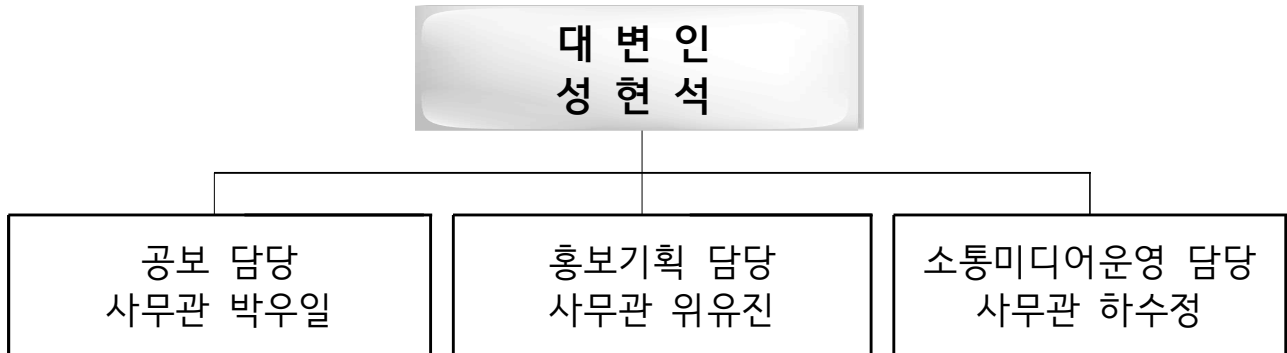 대 변 인
성 현 석
공보 담당
사무관 박우일
홍보기획 담당
사무관 위유진
소통미디어운영 담당
사무관 하수정